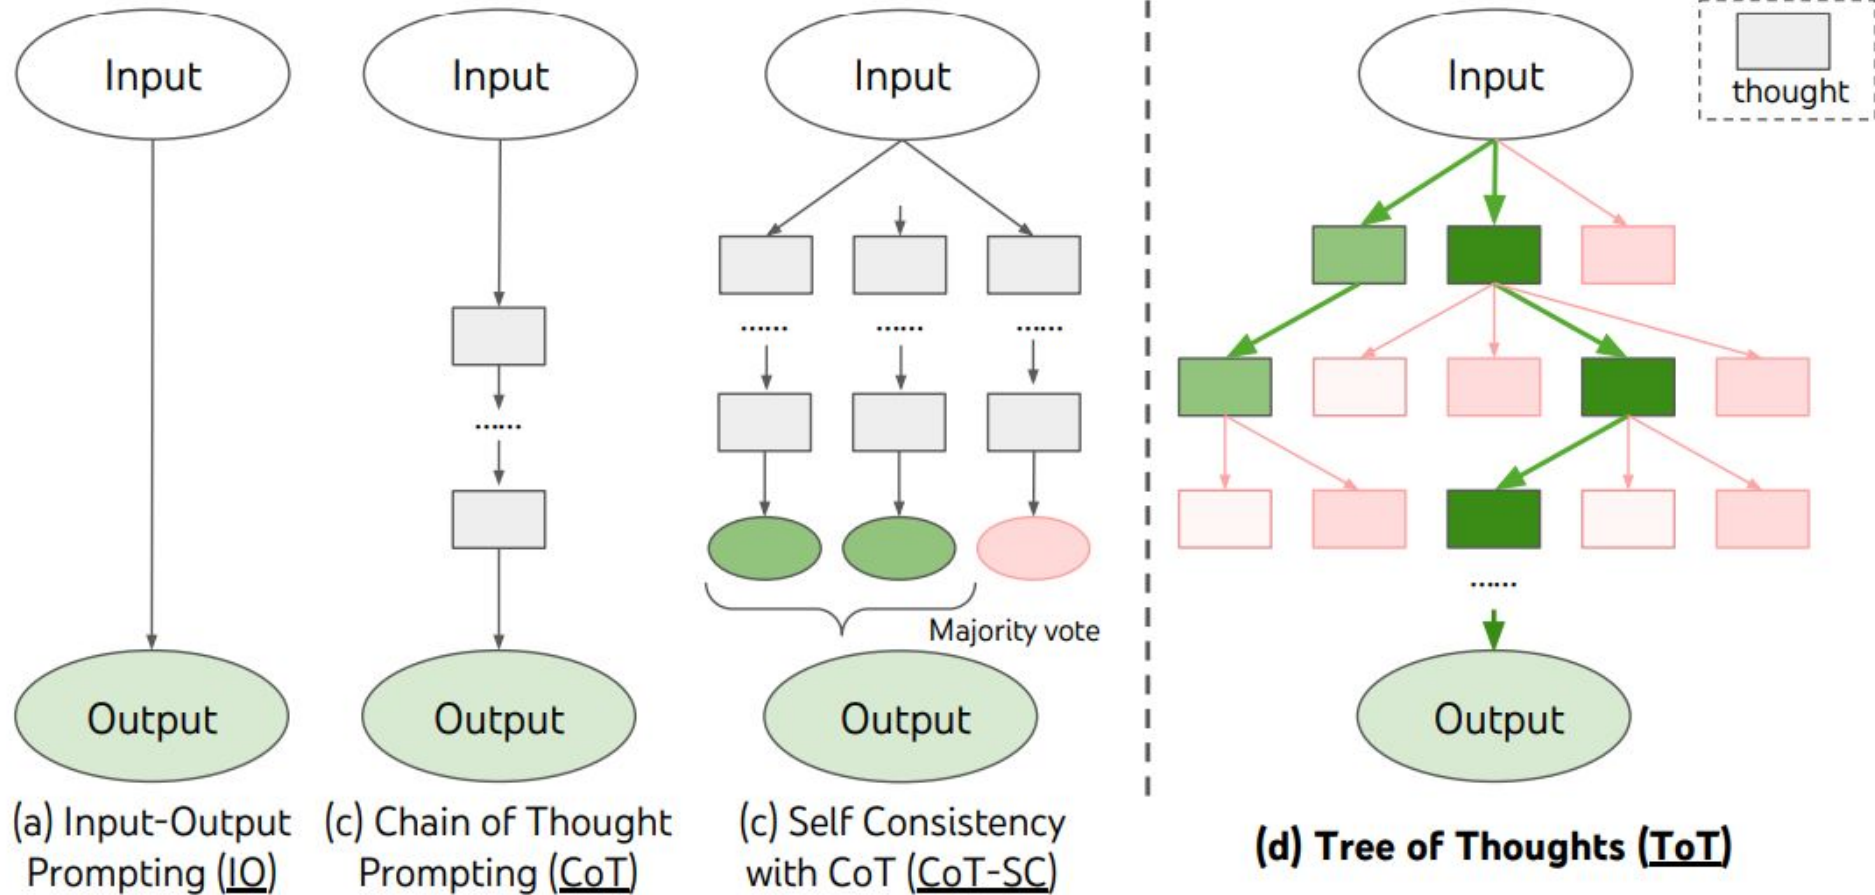 Input
Input
Input
Input
thought
......
......
......
......
......
Majority vote
Output
Output
Output
Output
(a) Input-Output
Prompting (IO)
(c) Chain of Thought
Prompting (CoT)
(c) Self Consistency
with CoT (CoT-SC)
(d) Tree of Thoughts (ToT)